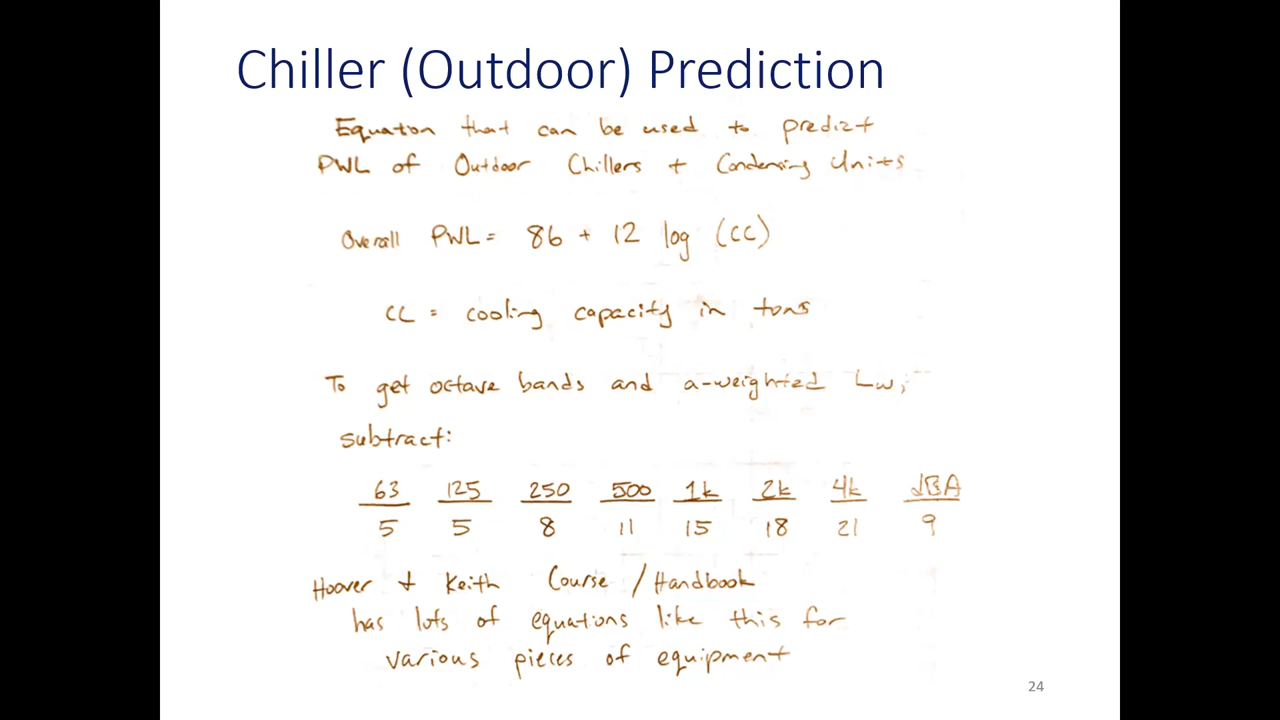 Chiller (Outdoor) Prediction
Equaton that can be used to predict
PWL of Outdoor Chillers + Condensing Units
Overall PWL = 86 + 12 log (CC)
CC = cooling capacity in tons
To get octave bands and a-weighted Lw,
subtract:
63 125 250 500 1k 2k 4k dBA
5 5 8 11 15 18 21 9
Hoover + Keith Course / Handbook
has lots of equations like this for
various pieces of equipment
24